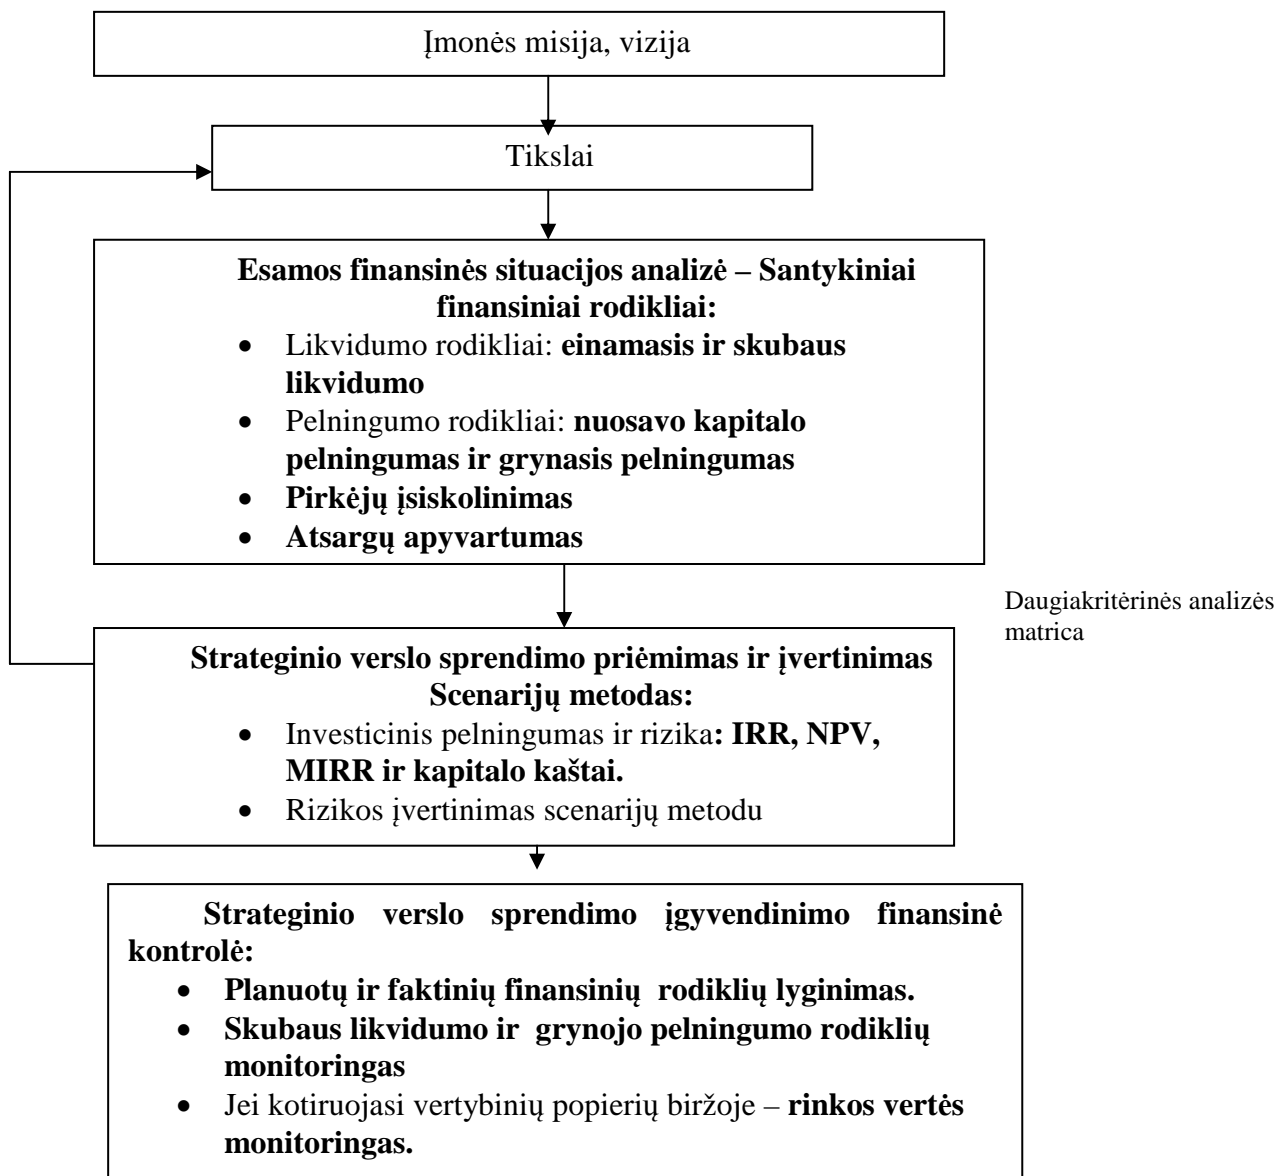 Įmonės misija, vizija
Tikslai
Esamos finansinės situacijos analizė – Santykiniai
finansiniai rodikliai:
• Likvidumo rodikliai: einamasis ir skubaus
likvidumo
• Pelningumo rodikliai: nuosavo kapitalo
pelningumas ir grynasis pelningumas
• Pirkėjų įsiskolinimas
• Atsargų apyvartumas
Daugiakritėrinės analizės
matrica
Strateginio verslo sprendimo priėmimas ir įvertinimas
Scenarijų metodas:
• Investicinis pelningumas ir rizika: IRR, NPV,
MIRR ir kapitalo kaštai.
• Rizikos įvertinimas scenarijų metodu
Strateginio verslo sprendimo įgyvendinimo finansinė
kontrolė:
• Planuotų ir faktinių finansinių rodiklių lyginimas.
• Skubaus likvidumo ir grynojo pelningumo rodiklių
monitoringas
• Jei kotiruojasi vertybinių popierių biržoje – rinkos vertės
monitoringas.